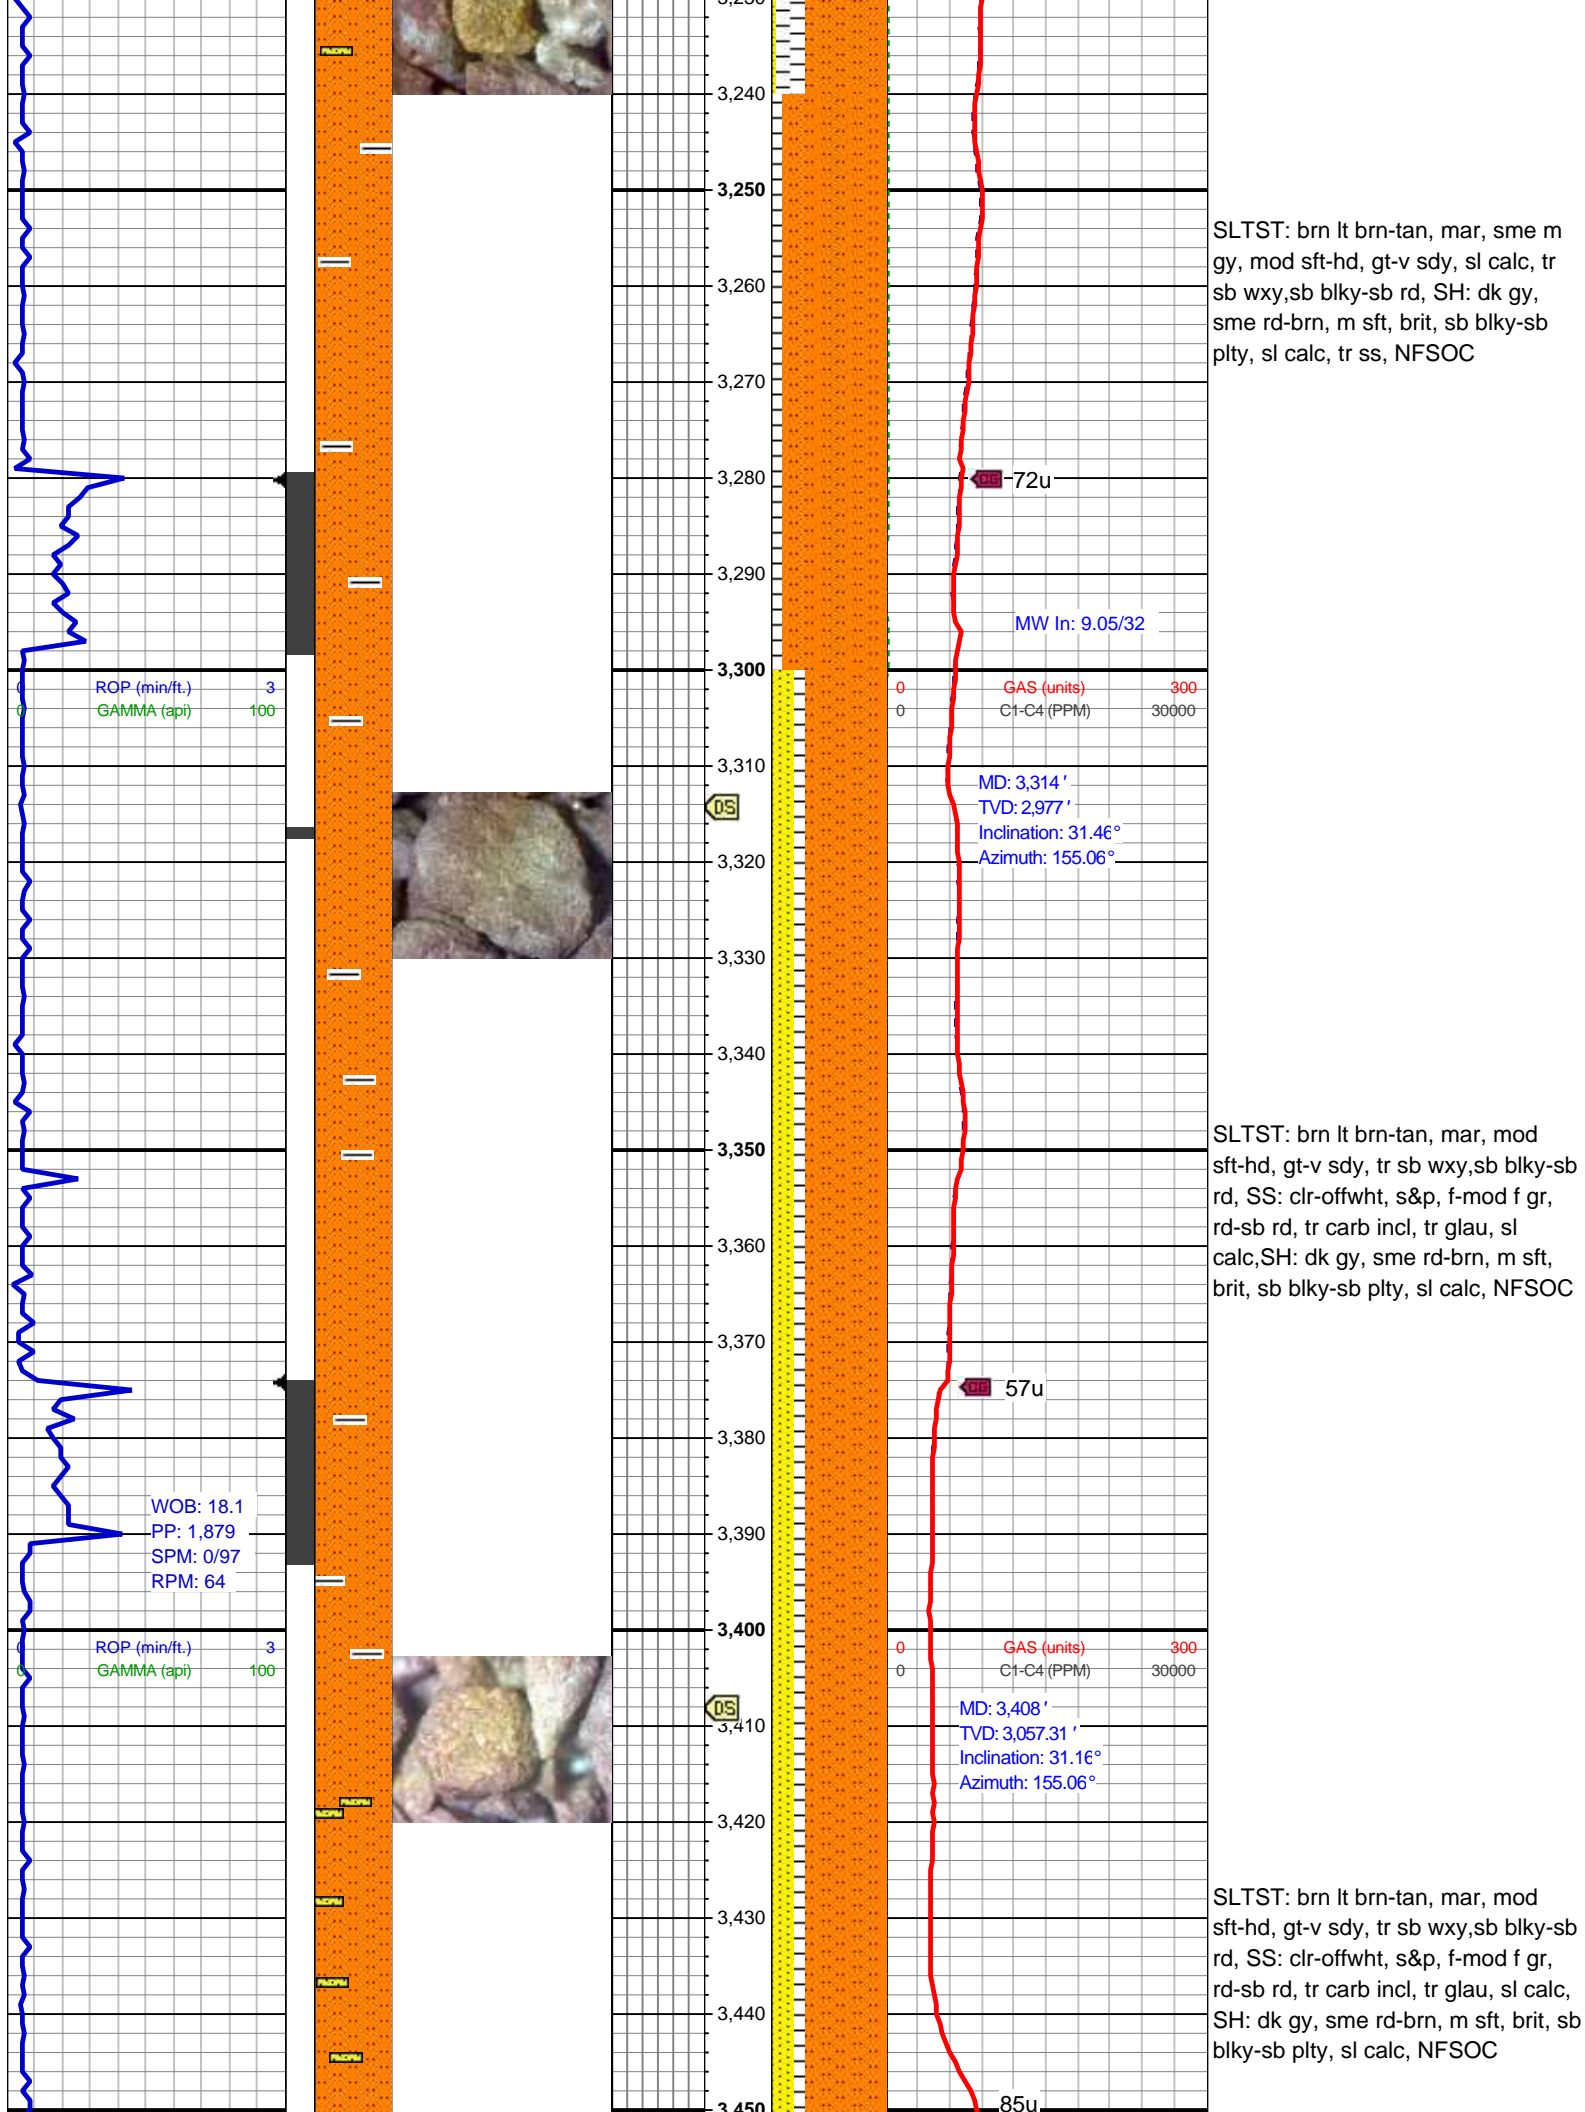 3,240
3,250
SLTST: brn lt brn-tan, mar, sme m
gy, mod sft-hd, gt-v sdy, sl calc, tr
sb wxy,sb blky-sb rd, SH: dk gy,
sme rd-brn, m sft, brit, sb blky-sb
plty, sl calc, tr ss, NFSOC
3,260
3,270
3,280
CG 72u
3,290
MW In: 9.05/32
3,300
0 ROP (min/ft.) 3
0 GAMMA (api) 100
0 GAS (units) 300
0 C1-C4 (PPM) 30000
3,310
DS
MD: 3,314 '
TVD: 2,977 '
Inclination: 31.46°
Azimuth: 155.06°
3,320
3,330
3,340
3,350
SLTST: brn lt brn-tan, mar, mod
sft-hd, gt-v sdy, tr sb wxy,sb blky-sb
rd, SS: clr-offwht, s&p, f-mod f gr,
rd-sb rd, tr carb incl, tr glau, sl
calc,SH: dk gy, sme rd-brn, m sft,
brit, sb blky-sb plty, sl calc, NFSOC
3,360
3,370
CG 57u
3,380
3,390
WOB: 18.1
PP: 1,879
SPM: 0/97
RPM: 64
3,400
0 ROP (min/ft.) 3
0 GAMMA (api) 100
0 GAS (units) 300
0 C1-C4 (PPM) 30000
DS
3,410
MD: 3,408 '
TVD: 3,057.31 '
Inclination: 31.16°
Azimuth: 155.06°
3,420
3,430
3,440
SLTST: brn lt brn-tan, mar, mod
sft-hd, gt-v sdy, tr sb wxy,sb blky-sb
rd, SS: clr-offwht, s&p, f-mod f gr,
rd-sb rd, tr carb incl, tr glau, sl calc,
SH: dk gy, sme rd-brn, m sft, brit, sb
blky-sb plty, sl calc, NFSOC
85u
3,450